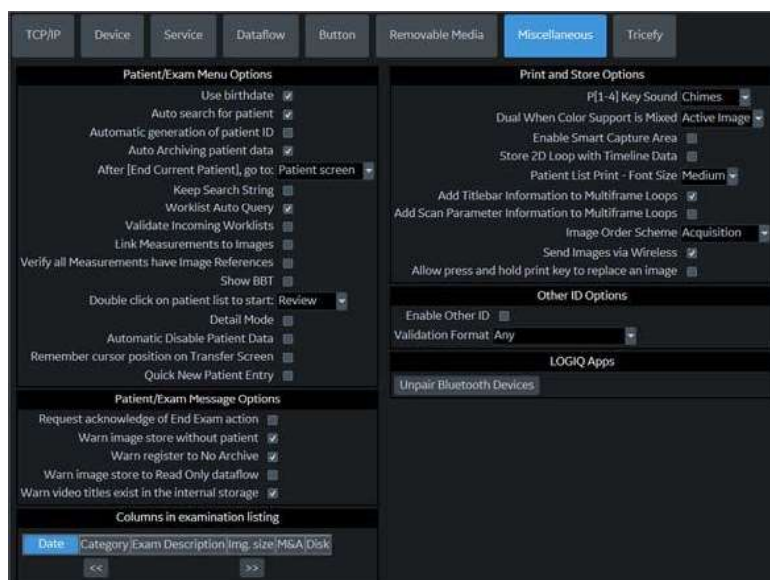 TCP/IP Device Service Dataflow Button Removable Media Miscellaneous Tricefy
Patient/Exam Menu Options
Use birthdate
Auto search for patient
Automatic generation of patient ID
Auto Archiving patient data
After [End Current Patient], go to: Patient screen
Keep Search String
Worklist Auto Query
Validate Incoming Worklists
Link Measurements to Images
Verify all Measurements have Image References
Show BBT
Double click on patient list to start: Review
Detail Mode
Automatic Disable Patient Data
Remember cursor position on Transfer Screen
Quick New Patient Entry
Patient/Exam Message Options
Request acknowledge of End Exam action
Warn image store without patient
Warn register to No Archive
Warn image store to Read Only dataflow
Warn video titles exist in the internal storage
Columns in examination listing
Date Category Exam Description Img. size M&A Disk
<< >>
Print and Store Options
P[1-4] Key Sound Chimes
Dual When Color Support is Mixed Active Image
Enable Smart Capture Area
Store 2D Loop with Timeline Data
Patient List Print - Font Size Medium
Add Titlebar Information to Multiframe Loops
Add Scan Parameter Information to Multiframe Loops
Image Order Scheme Acquisition
Send Images via Wireless
Allow press and hold print key to replace an image
Other ID Options
Enable Other ID
Validation Format Any
LOGIQ Apps
Unpair Bluetooth Devices